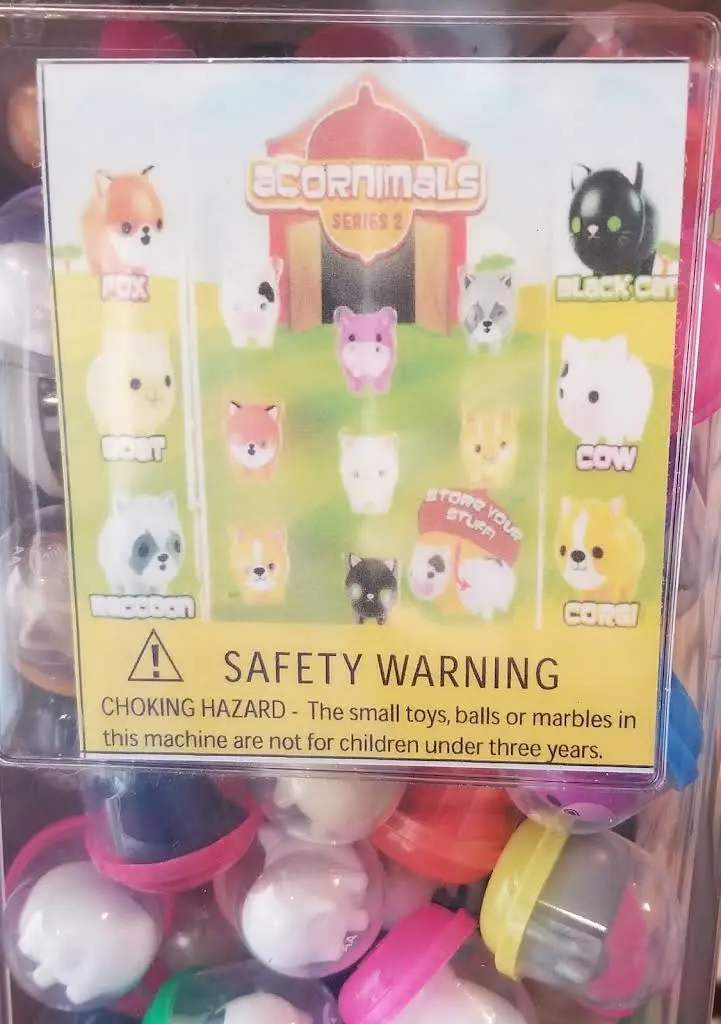 ACORNIMALS
SERIES 2
FOX
BLACK CAT
GOAT
COW
STORE YOUR
STUFF!
RACCOON
CORGI
SAFETY WARNING
CHOKING HAZARD - The small toys, balls or marbles in
this machine are not for children under three years.